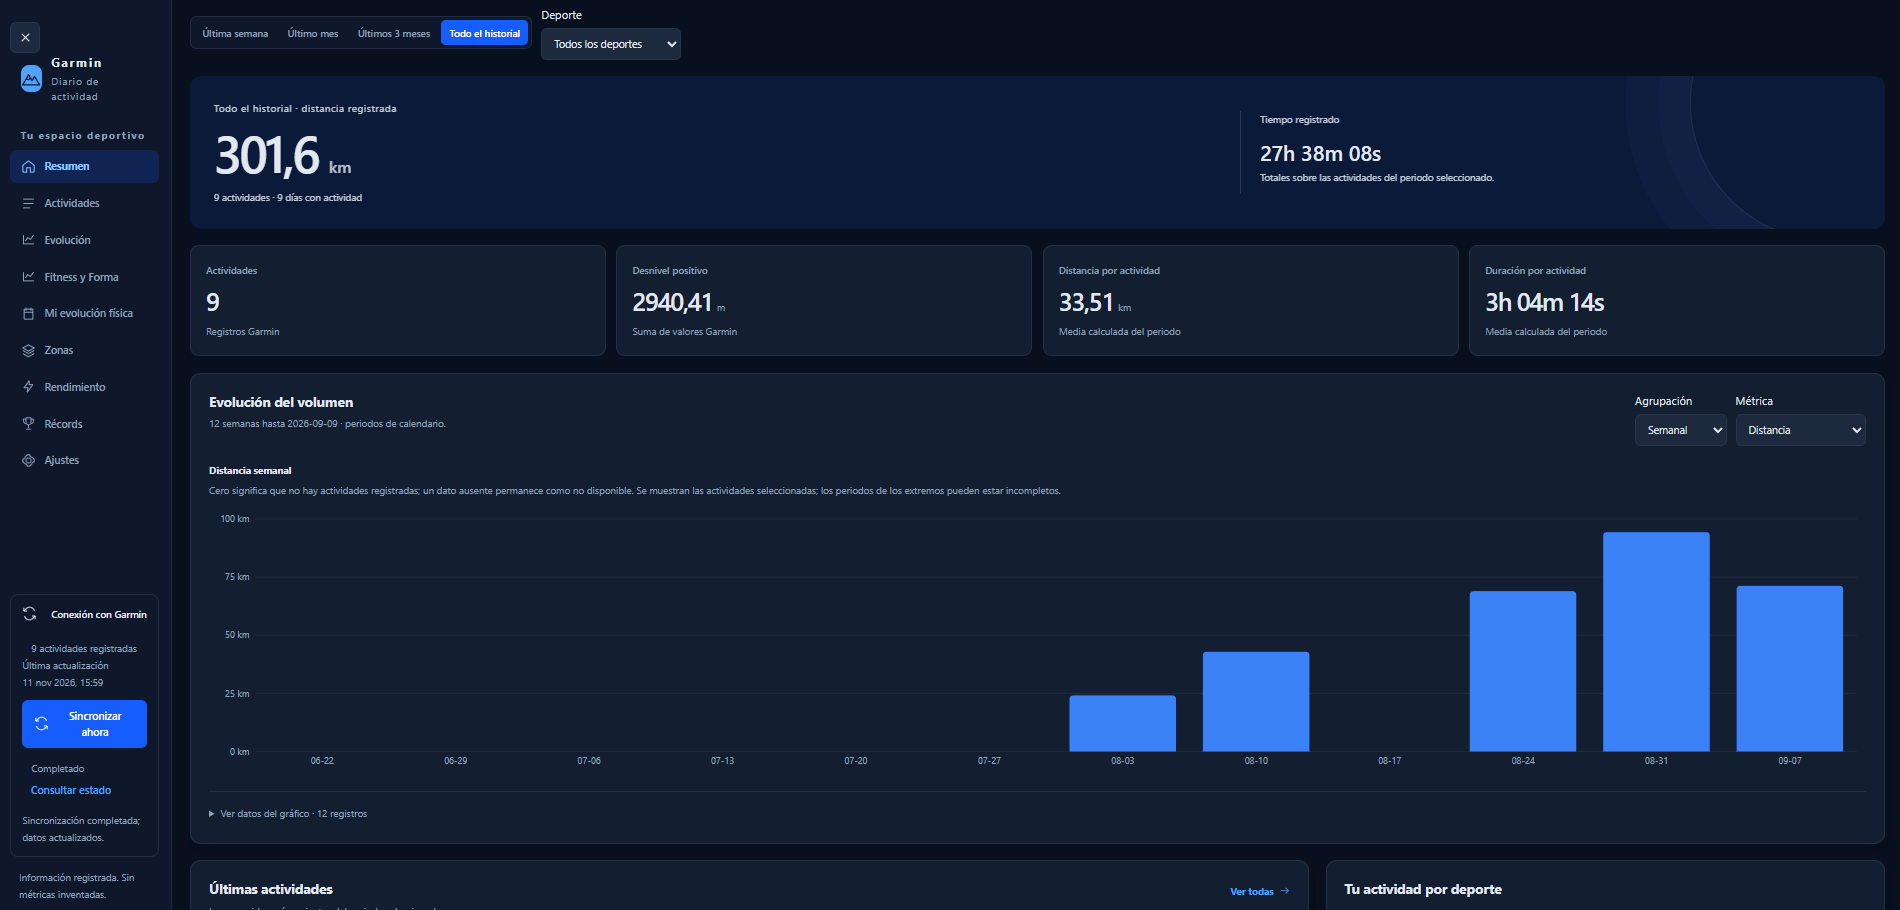 Garmin
Diario de
actividad
Tu espacio deportivo
Resumen
Actividades
Evolución
Fitness y Forma
Mi evolución física
Zonas
Rendimiento
Récords
Ajustes
Conexión con Garmin
9 actividades registradas
Última actualización
11 nov 2026, 15:59
Sincronizar
ahora
Completado
Consultar estado
Sincronización completada;
datos actualizados.
Información registrada. Sin
métricas inventadas.
Última semana
Último mes
Últimos 3 meses
Todo el historial
Deporte
Todos los deportes
Todo el historial · distancia registrada
301,6 km
9 actividades · 9 días con actividad
Tiempo registrado
27h 38m 08s
Totales sobre las actividades del periodo seleccionado.
Actividades
9
Registros Garmin
Desnivel positivo
2940,41 m
Suma de valores Garmin
Distancia por actividad
33,51 km
Media calculada del periodo
Duración por actividad
3h 04m 14s
Media calculada del periodo
Evolución del volumen
12 semanas hasta 2026-09-09 · periodos de calendario.
Agrupación
Semanal
Métrica
Distancia
Distancia semanal
Cero significa que no hay actividades registradas; un dato ausente permanece como no disponible. Se muestran las actividades seleccionadas; los periodos de los extremos pueden estar incompletos.
100 km
75 km
50 km
25 km
0 km
06-22
06-29
07-06
07-13
07-20
07-27
08-03
08-10
08-17
08-24
08-31
09-07
Ver datos del gráfico · 12 registros
Últimas actividades
Ver todas
Tu actividad por deporte